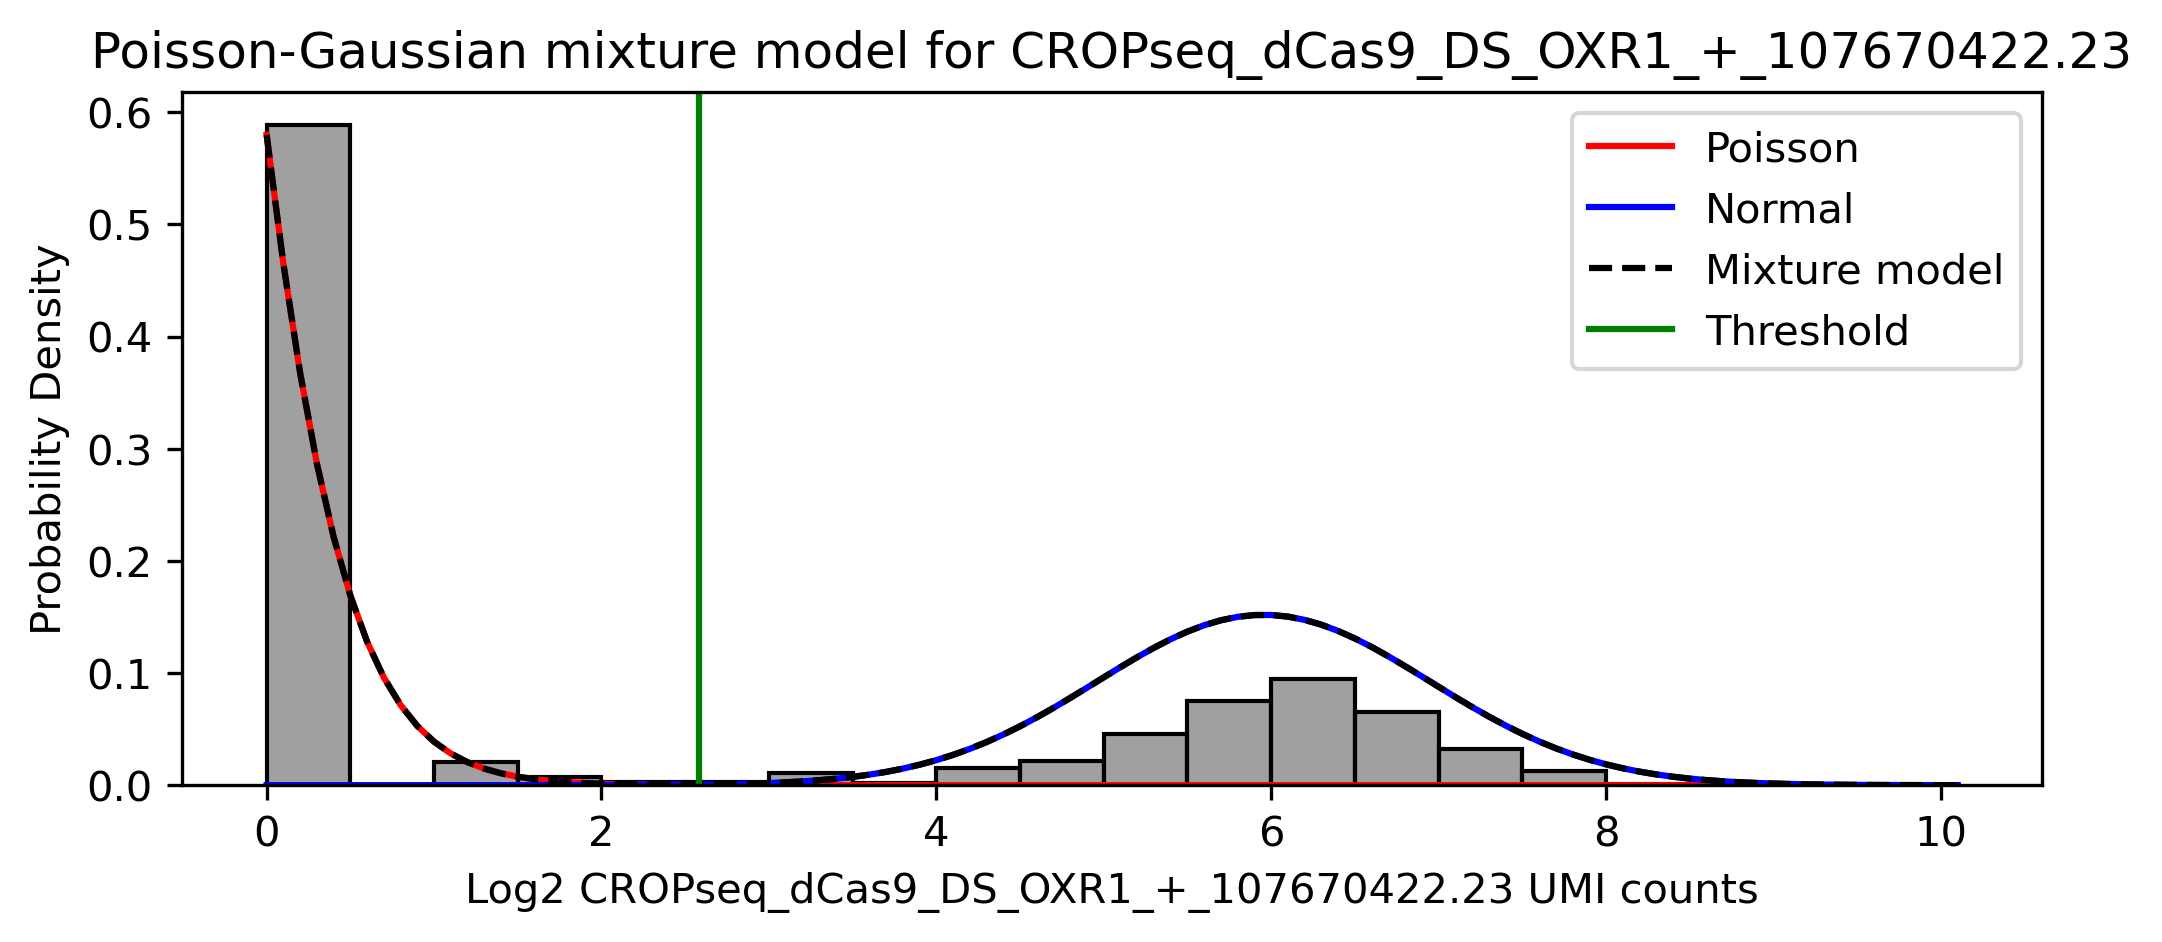 Poisson-Gaussian mixture model for CROPseq_dCas9_DS_OXR1_+_107670422.23
0.6
0.5
0.4
0.3
0.2
0.1
0.0
Probability Density
Poisson
Normal
Mixture model
Threshold
0 2 4 6 8 10
Log2 CROPseq_dCas9_DS_OXR1_+_107670422.23 UMI counts